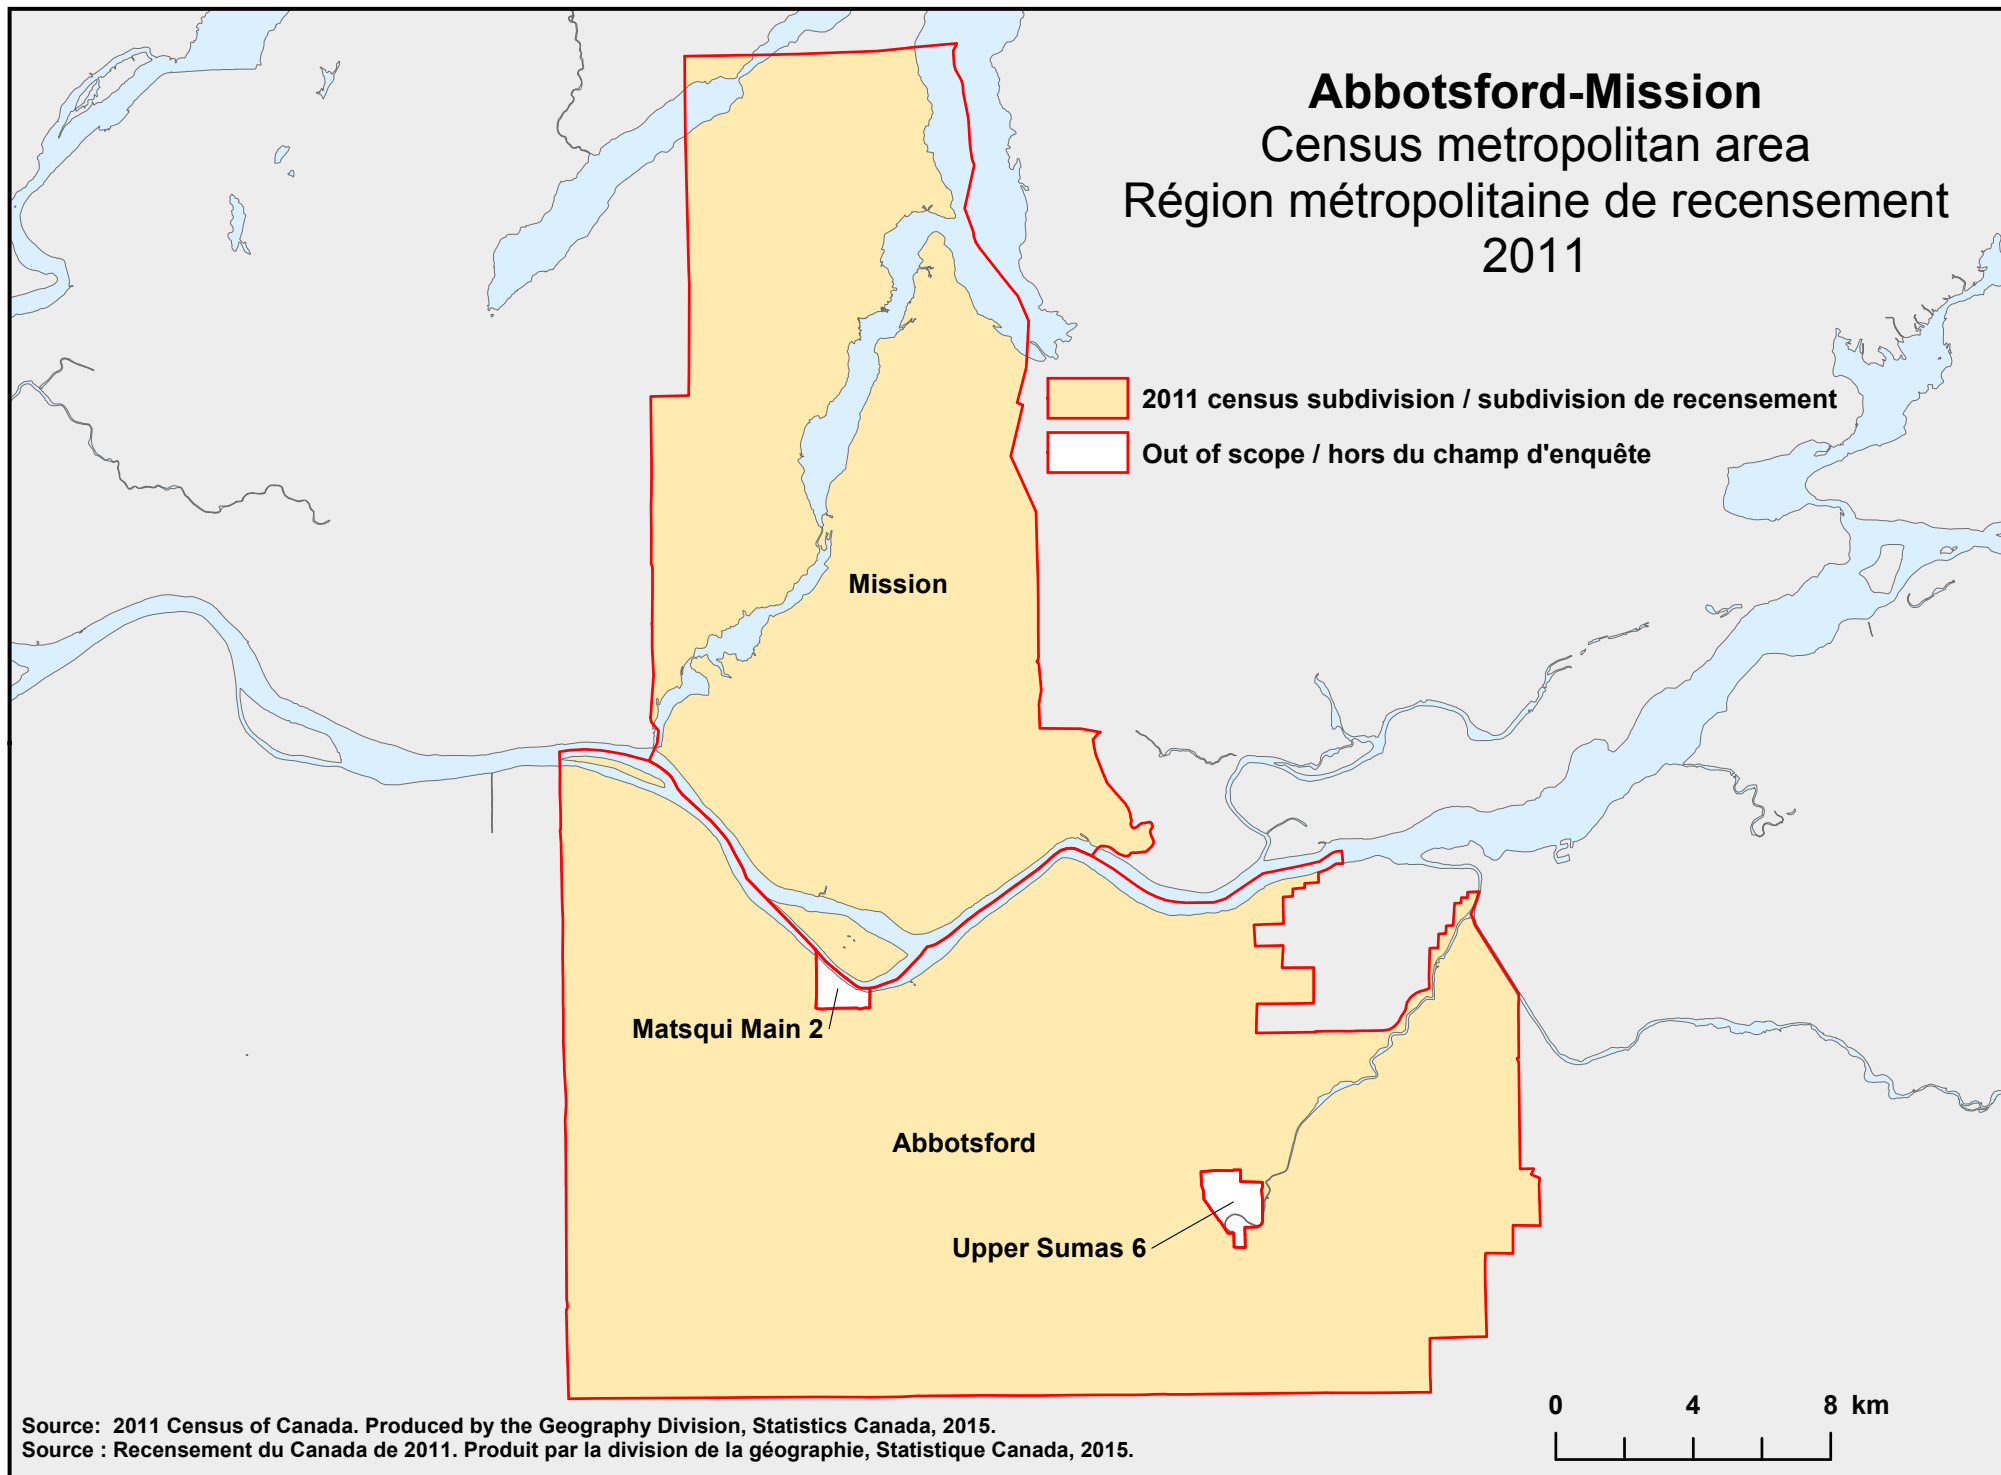 Abbotsford-Mission
Census metropolitan area
Région métropolitaine de recensement
2011
2011 census subdivision / subdivision de recensement
Out of scope / hors du champ d'enquête
Mission
Matsqui Main 2
Abbotsford
Upper Sumas 6
0 4 8 km
Source: 2011 Census of Canada. Produced by the Geography Division, Statistics Canada, 2015.
Source : Recensement du Canada de 2011. Produit par la division de la géographie, Statistique Canada, 2015.